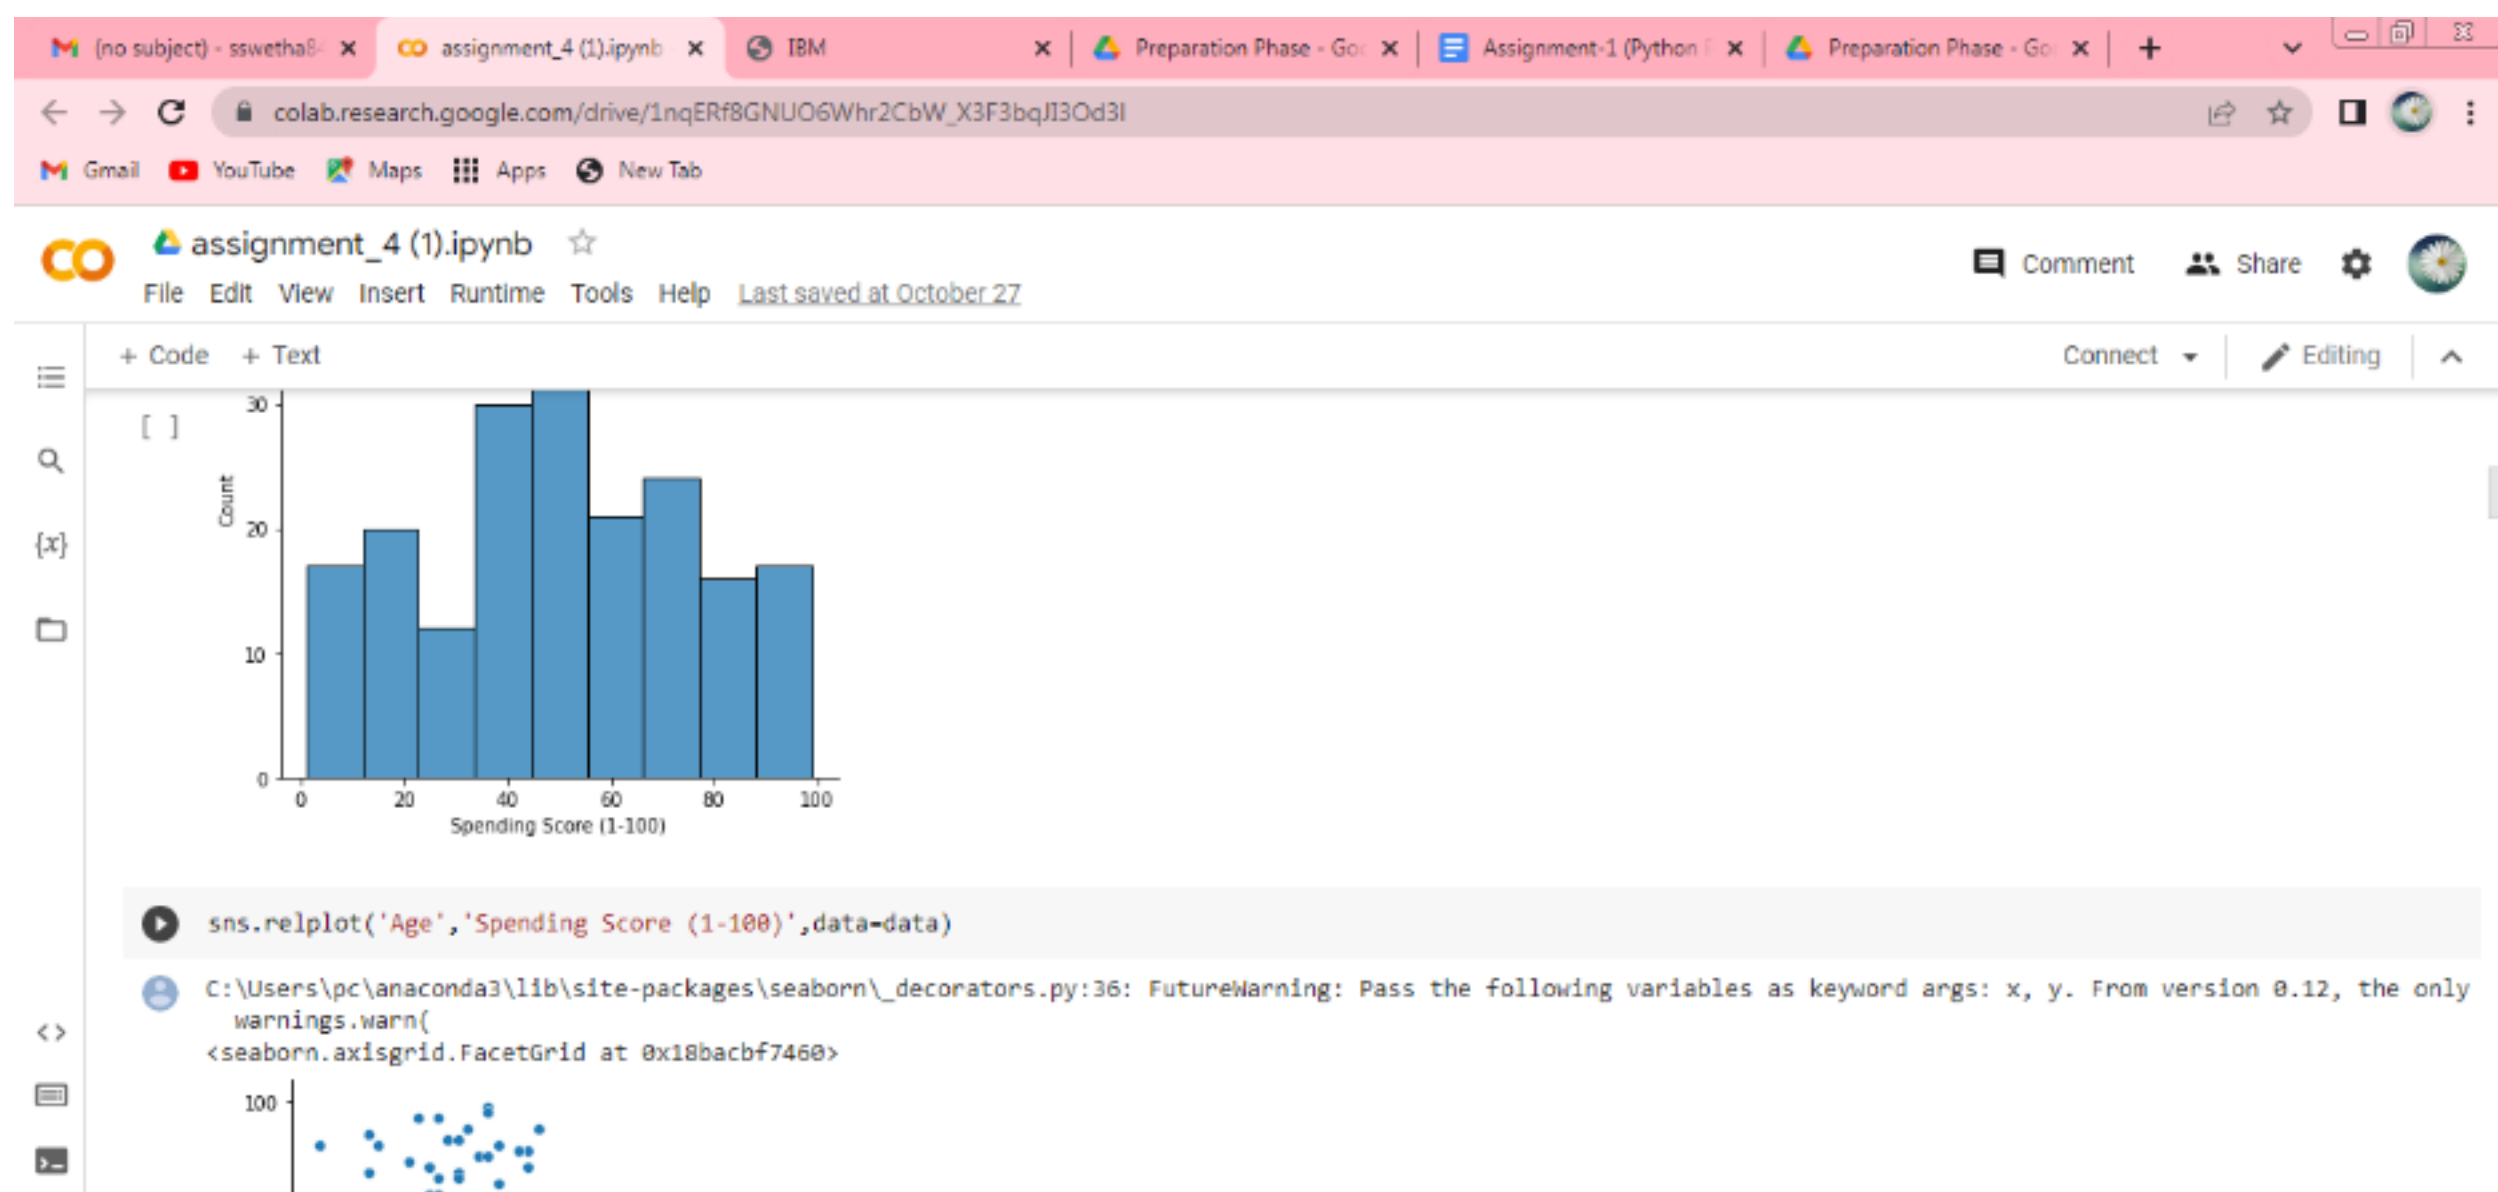 (no subject) - sswetha84
assignment_4 (1).ipynb
IBM
Preparation Phase - Goo
Assignment-1 (Python
Preparation Phase - Go
colab.research.google.com/drive/
Gmail YouTube Maps Apps New Tab
CO
assignment_4 (1).ipynb
Comment Share
File Edit View Insert Runtime Tools Help Last saved at October 27
+ Code + Text
Connect Editing
30
[ ]
Count
20
{x}
10
0
0 20 40 60 80 100
Spending Score (1-100)
sns.relplot('Age','Spending Score (1-100)',data=data)
C:\Users\pc\anaconda3\lib\site-packages\seaborn\_decorators.py:36: FutureWarning: Pass the following variables as keyword args: x, y. From version 0.12, the only
warnings.warn(
<seaborn.axisgrid.FacetGrid at 0x18bacbf7460>
100